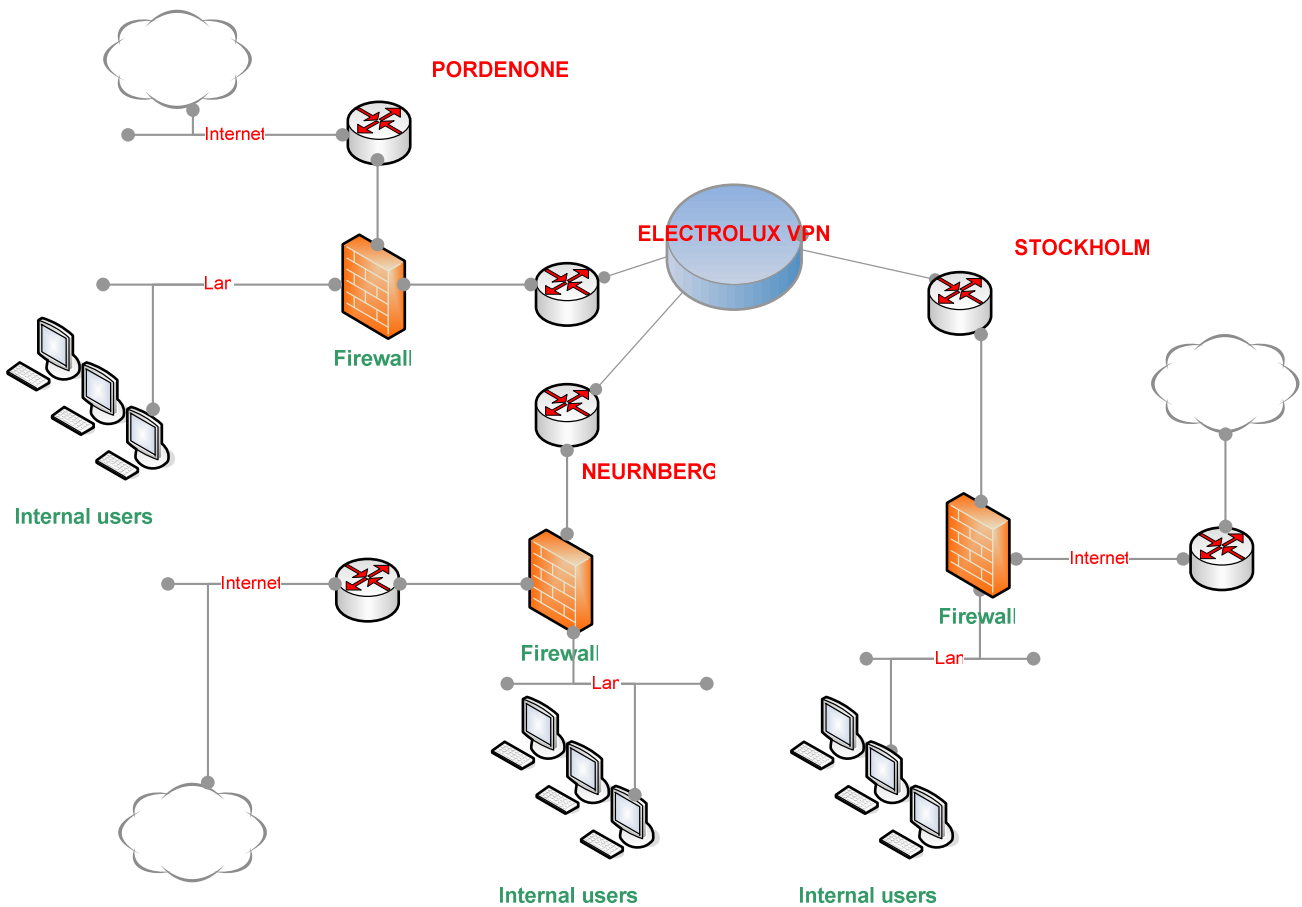 PORDENONE
Internet
ELECTROLUX VPN
STOCKHOLM
Lar
Firewall
NEURNBERG
Internal users
Internet
Internet
Firewall
Firewall
Lar
Lar
Internal users
Internal users